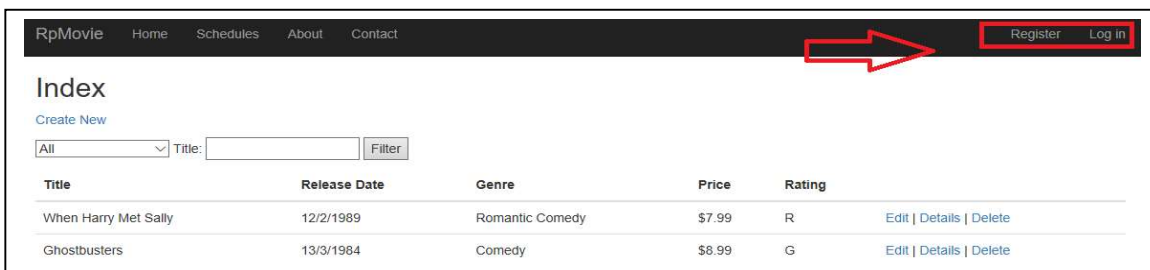 RpMovie Home Schedules About Contact Register Log in
Index
Create New
All Title: Filter
Title Release Date Genre Price Rating
When Harry Met Sally 12/2/1989 Romantic Comedy $7.99 R Edit | Details | Delete
Ghostbusters 13/3/1984 Comedy $8.99 G Edit | Details | Delete